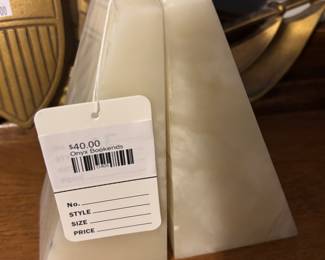 $40.00
Onyx Bookends
No.
STYLE
SIZE
PRICE